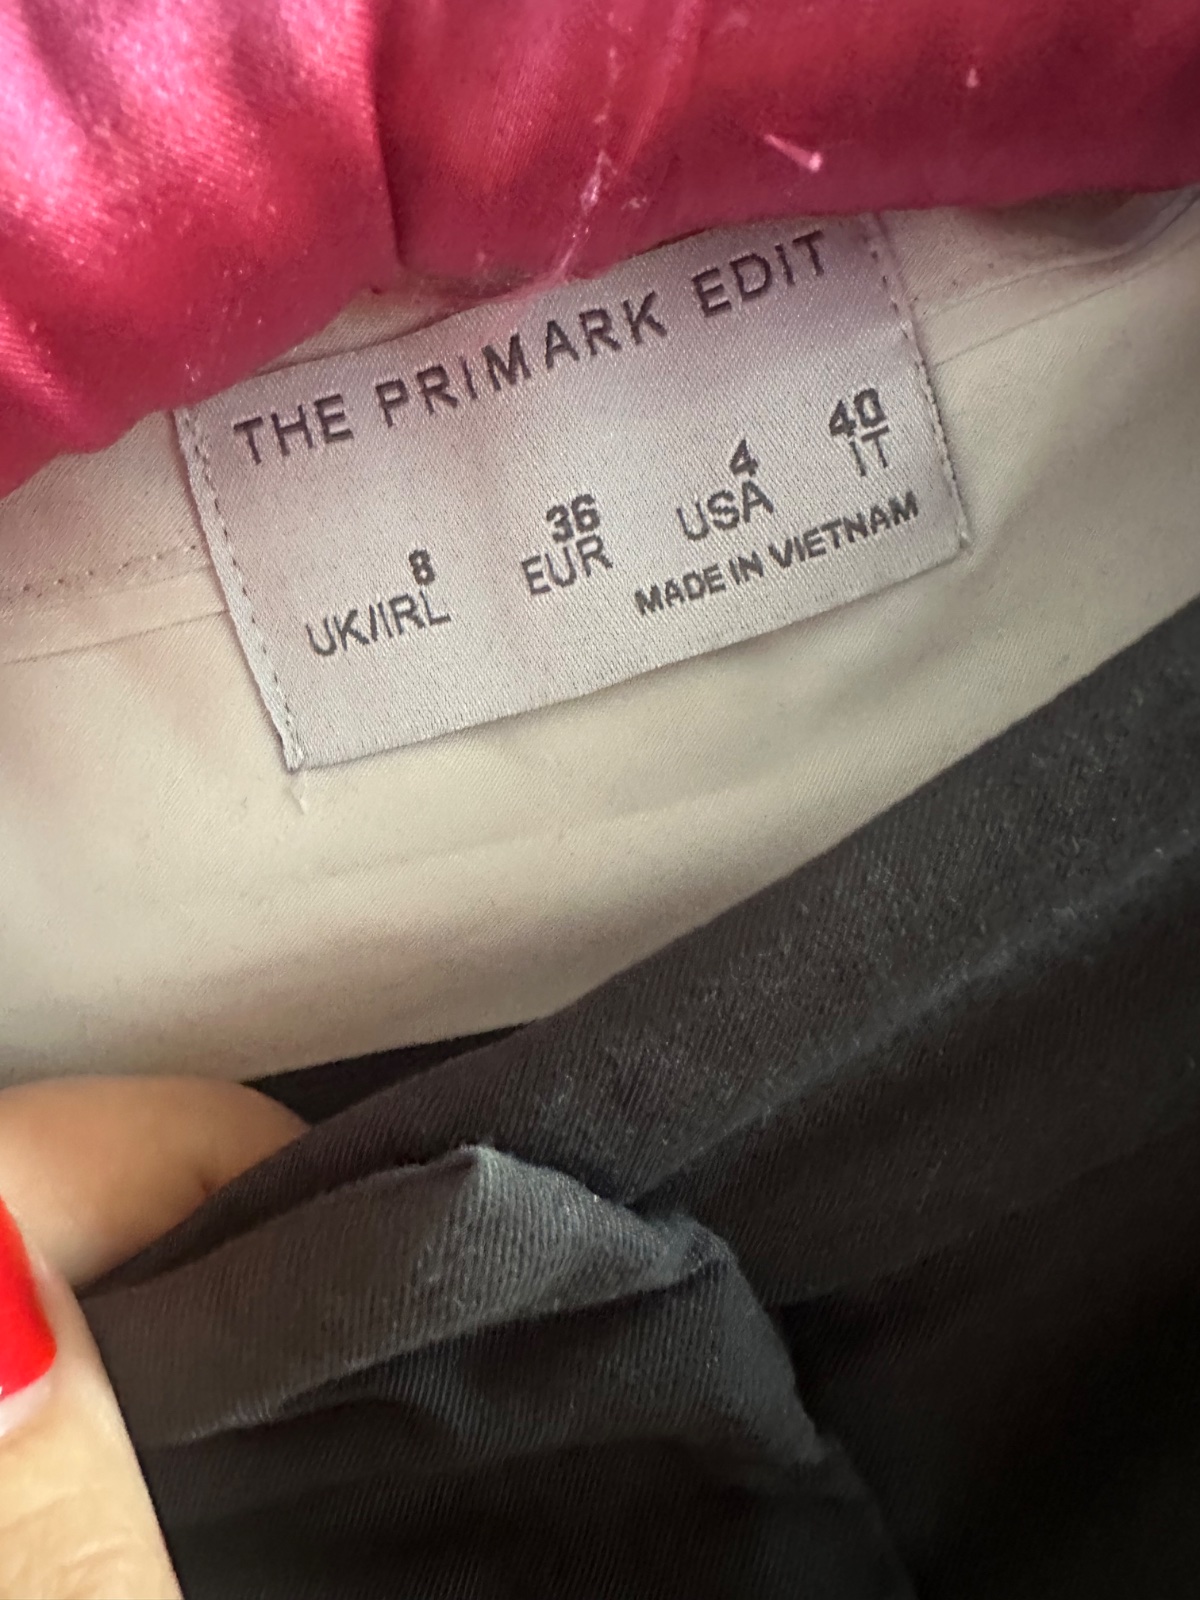 THE PRIMARK EDIT
8 36 4 40
UK/IRL EUR USA IT
MADE IN VIETNAM